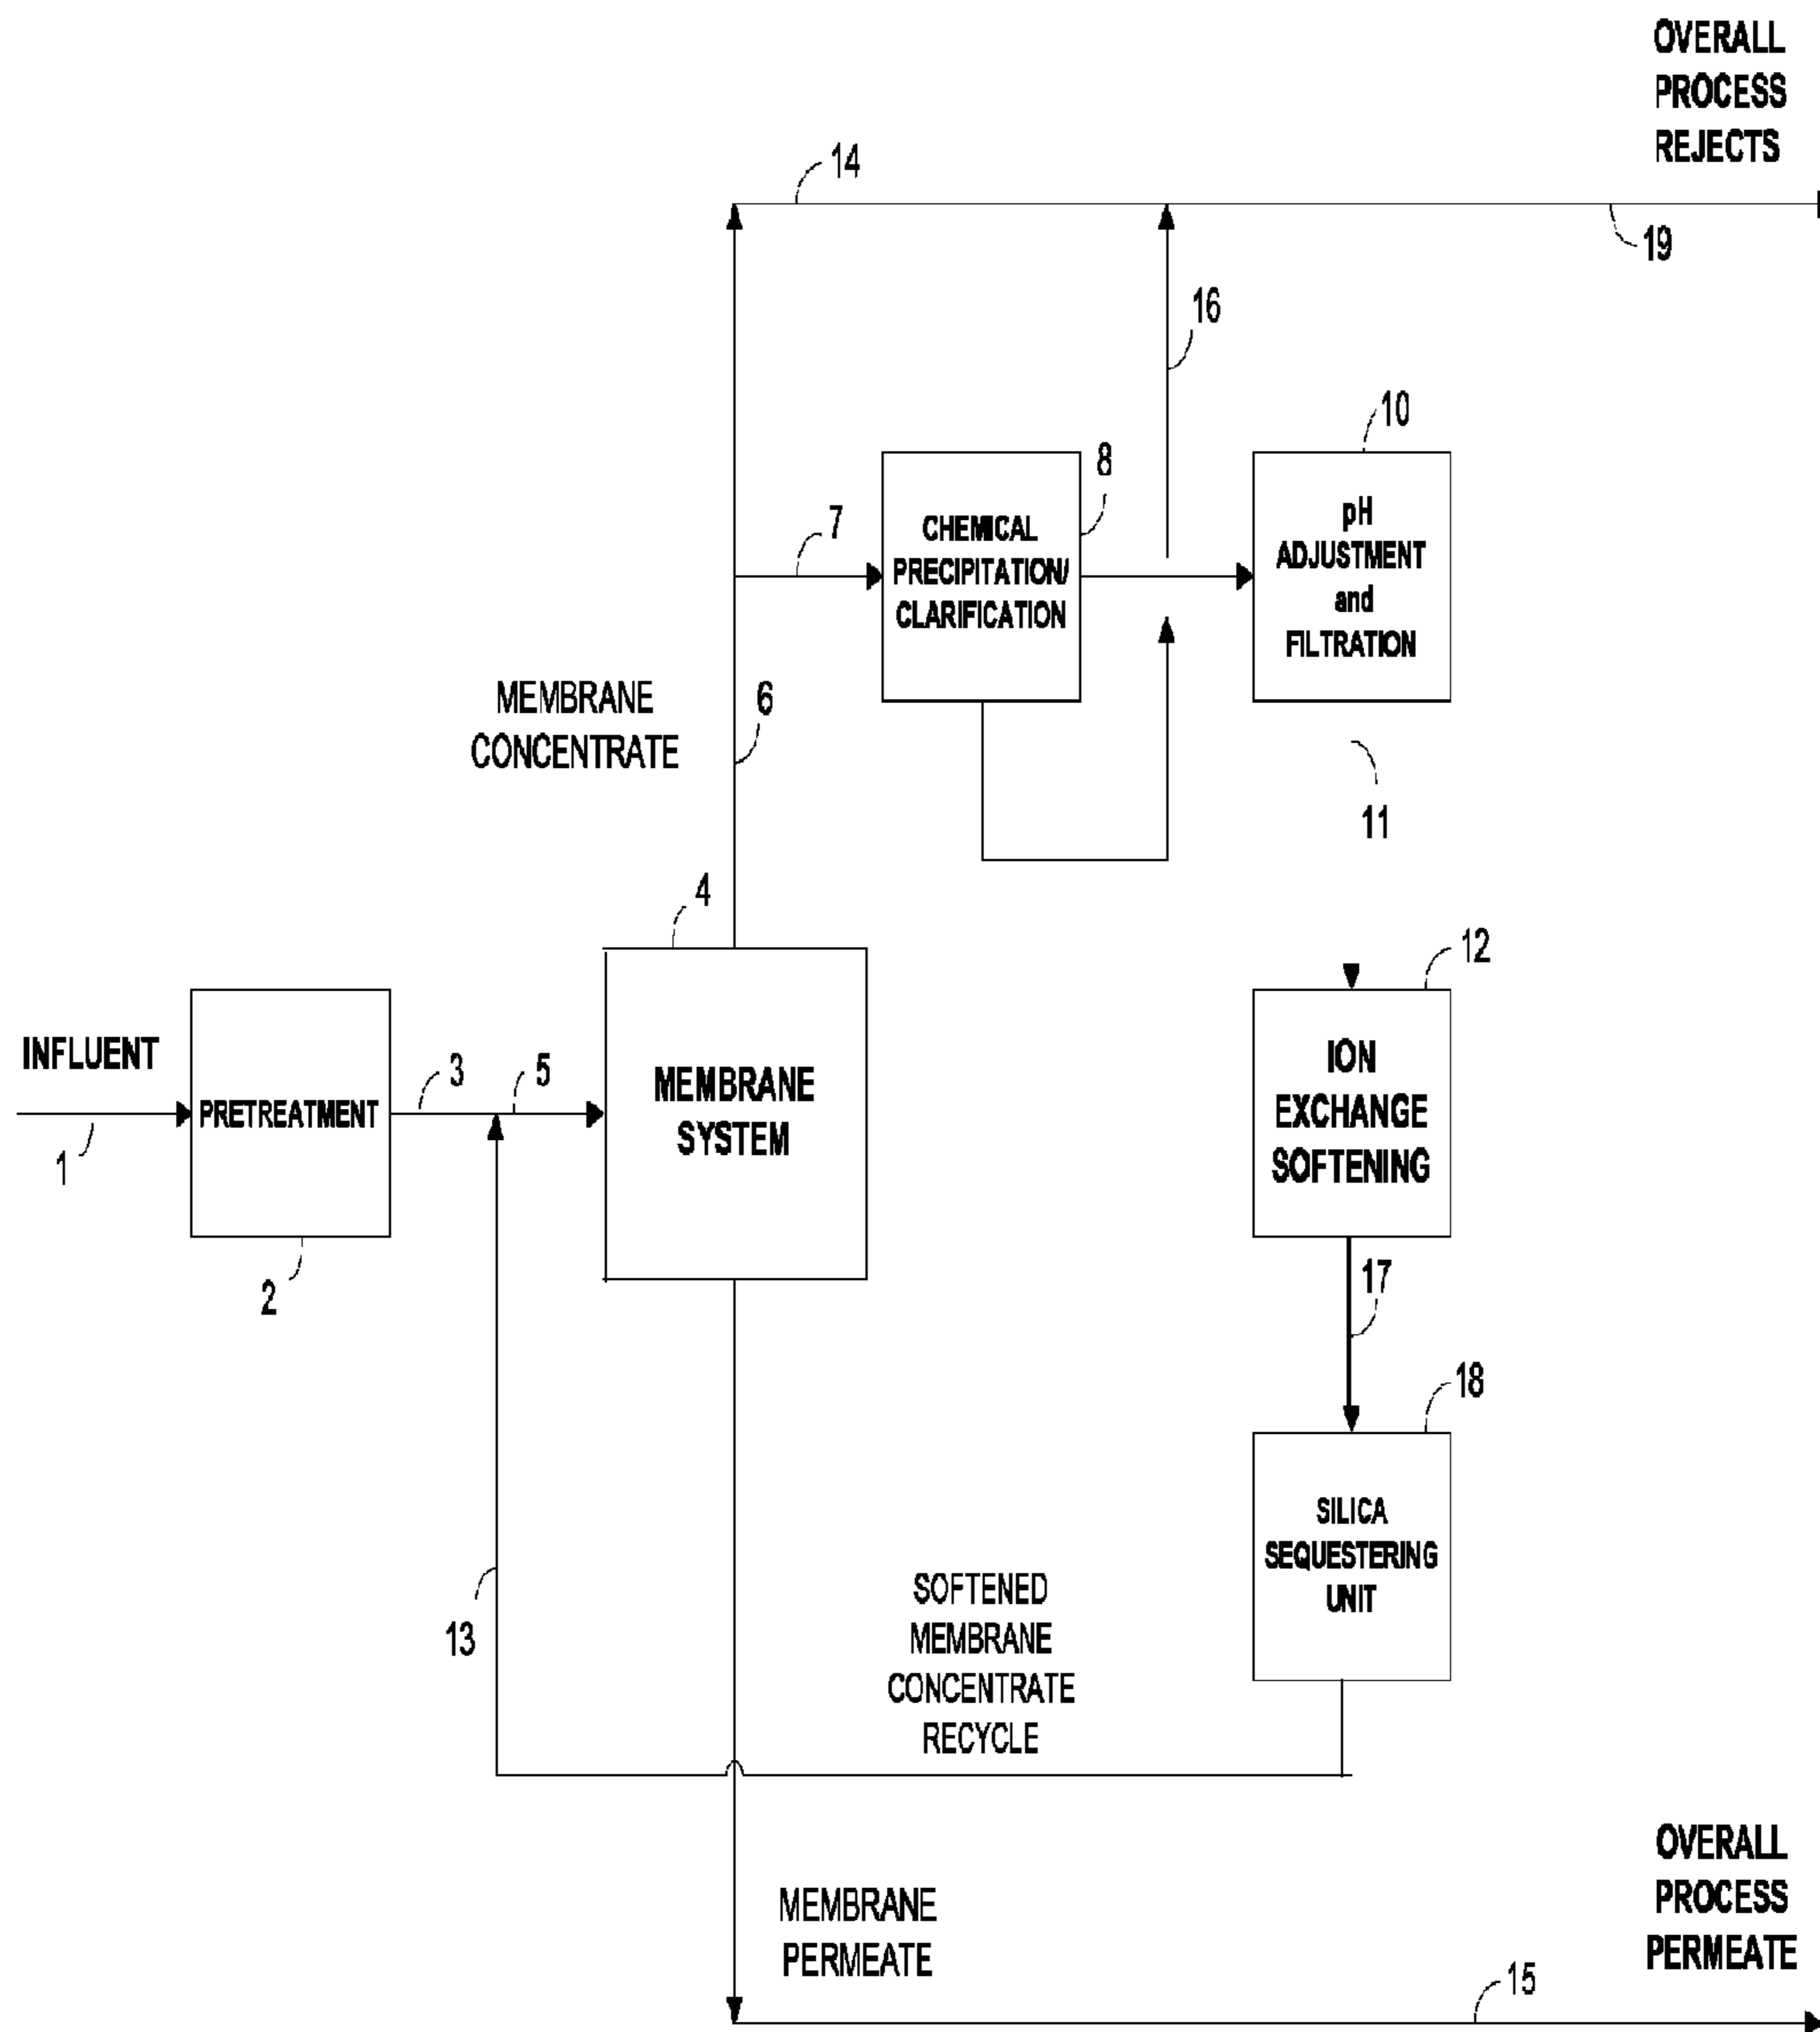 OVERALL
PROCESS
REJECTS
14
19
16
10
8
7
CHEMICAL
PRECIPITATION/
CLARIFICATION
pH
ADJUSTMENT
and
FILTRATION
MEMBRANE
CONCENTRATE
6
11
4
12
INFLUENT
3
5
1
PRETREATMENT
MEMBRANE
SYSTEM
ION
EXCHANGE
SOFTENING
2
17
18
SILICA
SEQUESTERING
UNIT
13
SOFTENED
MEMBRANE
CONCENTRATE
RECYCLE
MEMBRANE
PERMEATE
OVERALL
PROCESS
PERMEATE
15